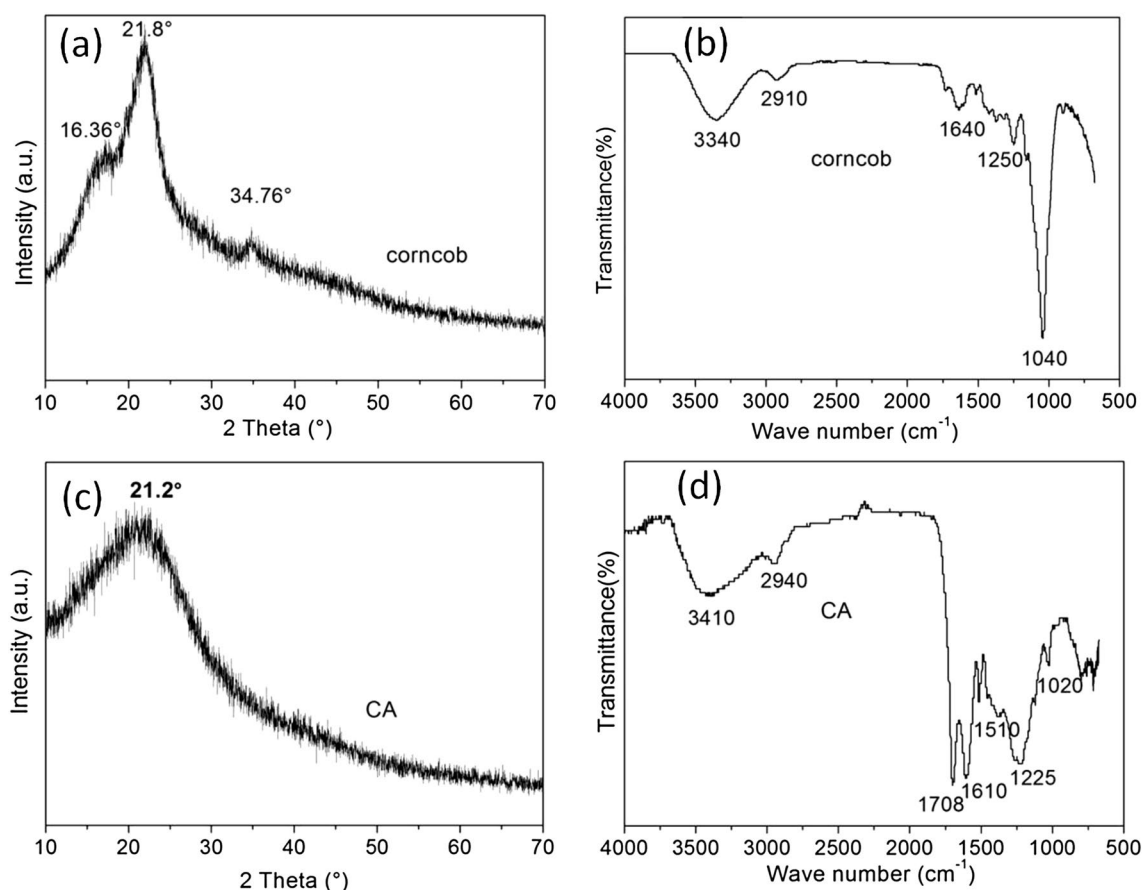 (a)
21.8°
16.36°
34.76°
corncob
Intensity (a.u.)
10 20 30 40 50 60 70
2 Theta (°)
(b)
2910
3340
1640
1250
corncob
1040
Transmittance(%)
4000 3500 3000 2500 2000 1500 1000 500
Wave number (cm⁻¹)
(c)
21.2°
CA
Intensity (a.u.)
10 20 30 40 50 60 70
2 Theta (°)
(d)
2940
3410
CA
1020
1510
1708 1610 1225
Transmittance(%)
4000 3500 3000 2500 2000 1500 1000 500
Wave number (cm⁻¹)